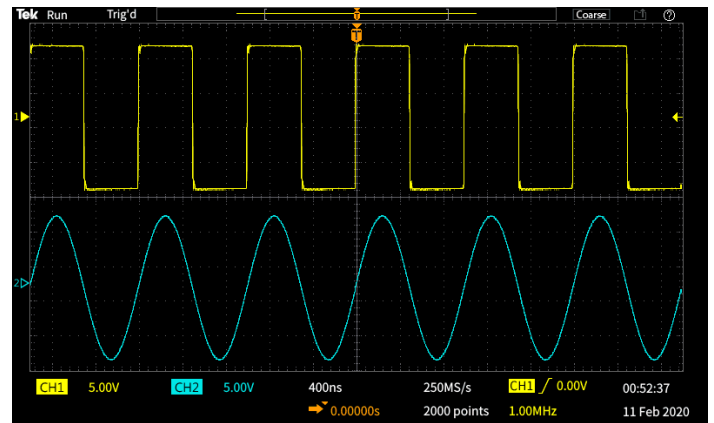 Tek Run Trig'd [ ] Coarse ?
T
1
2
CH1 5.00V CH2 5.00V 400ns 250MS/s CH1 0.00V 00:52:37
0.00000s 2000 points 1.00MHz 11 Feb 2020